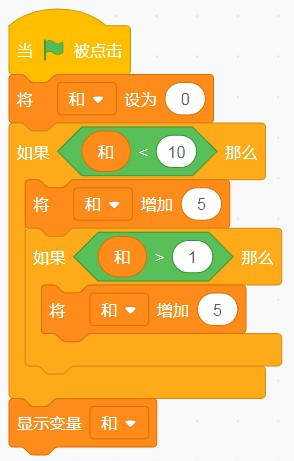 当 被点击
将 和 设为 0
如果 和 < 10 那么
将 和 增加 5
如果 和 > 1 那么
将 和 增加 5
显示变量 和